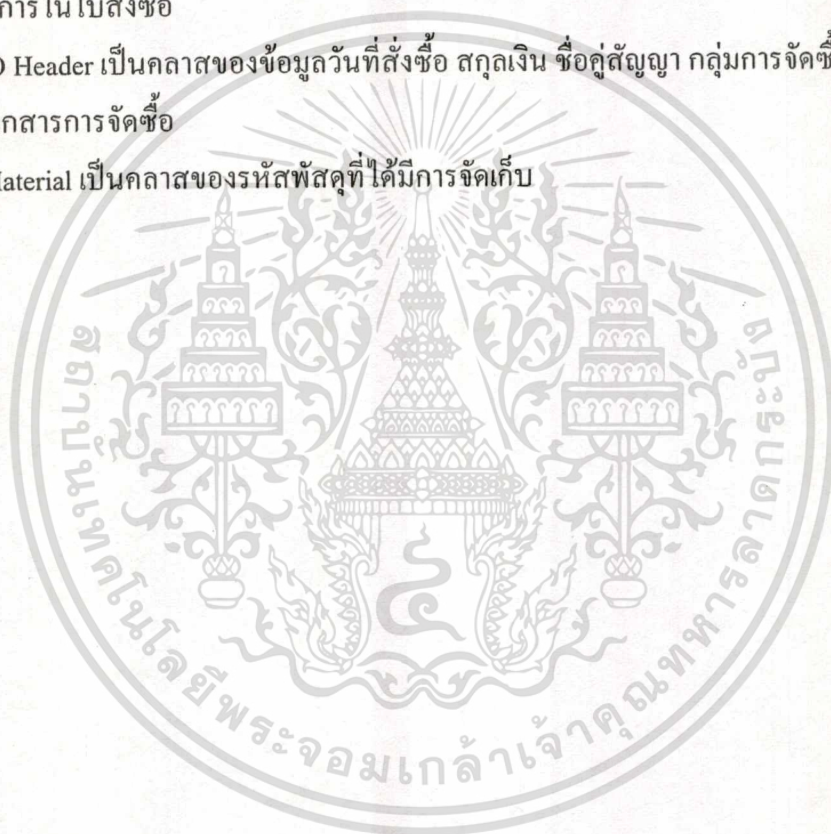 การในใบสั่งซื้อ
Header เป็นคลาสของข้อมูลวันที่สั่งซื้อ สกุลเงิน ชื่อคู่สัญญา กลุ่มการจัดซื้
กสารการจัดซื้อ
aterial เป็นคลาสของรหัสพัสดุที่ได้มีการจัดเก็บ
สถาบันเทคโนโลยีพระจอมเกล้าเจ้าคุณทหารลาดกระบัง